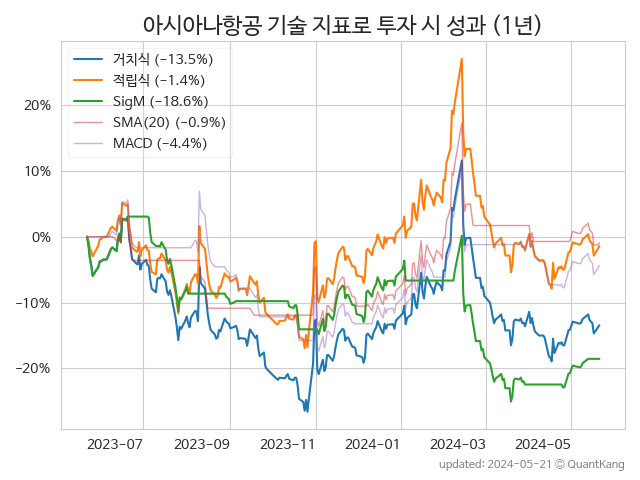 아시아나항공 기술 지표로 투자 시 성과 (1년)
거치식 (−13.5%)
적립식 (−1.4%)
SigM (−18.6%)
SMA(20) (−0.9%)
MACD (−4.4%)
20%
10%
0%
−10%
−20%
2023−07
2023−09
2023−11
2024−01
2024−03
2024−05
updated: 2024−05−21 © QuantKang